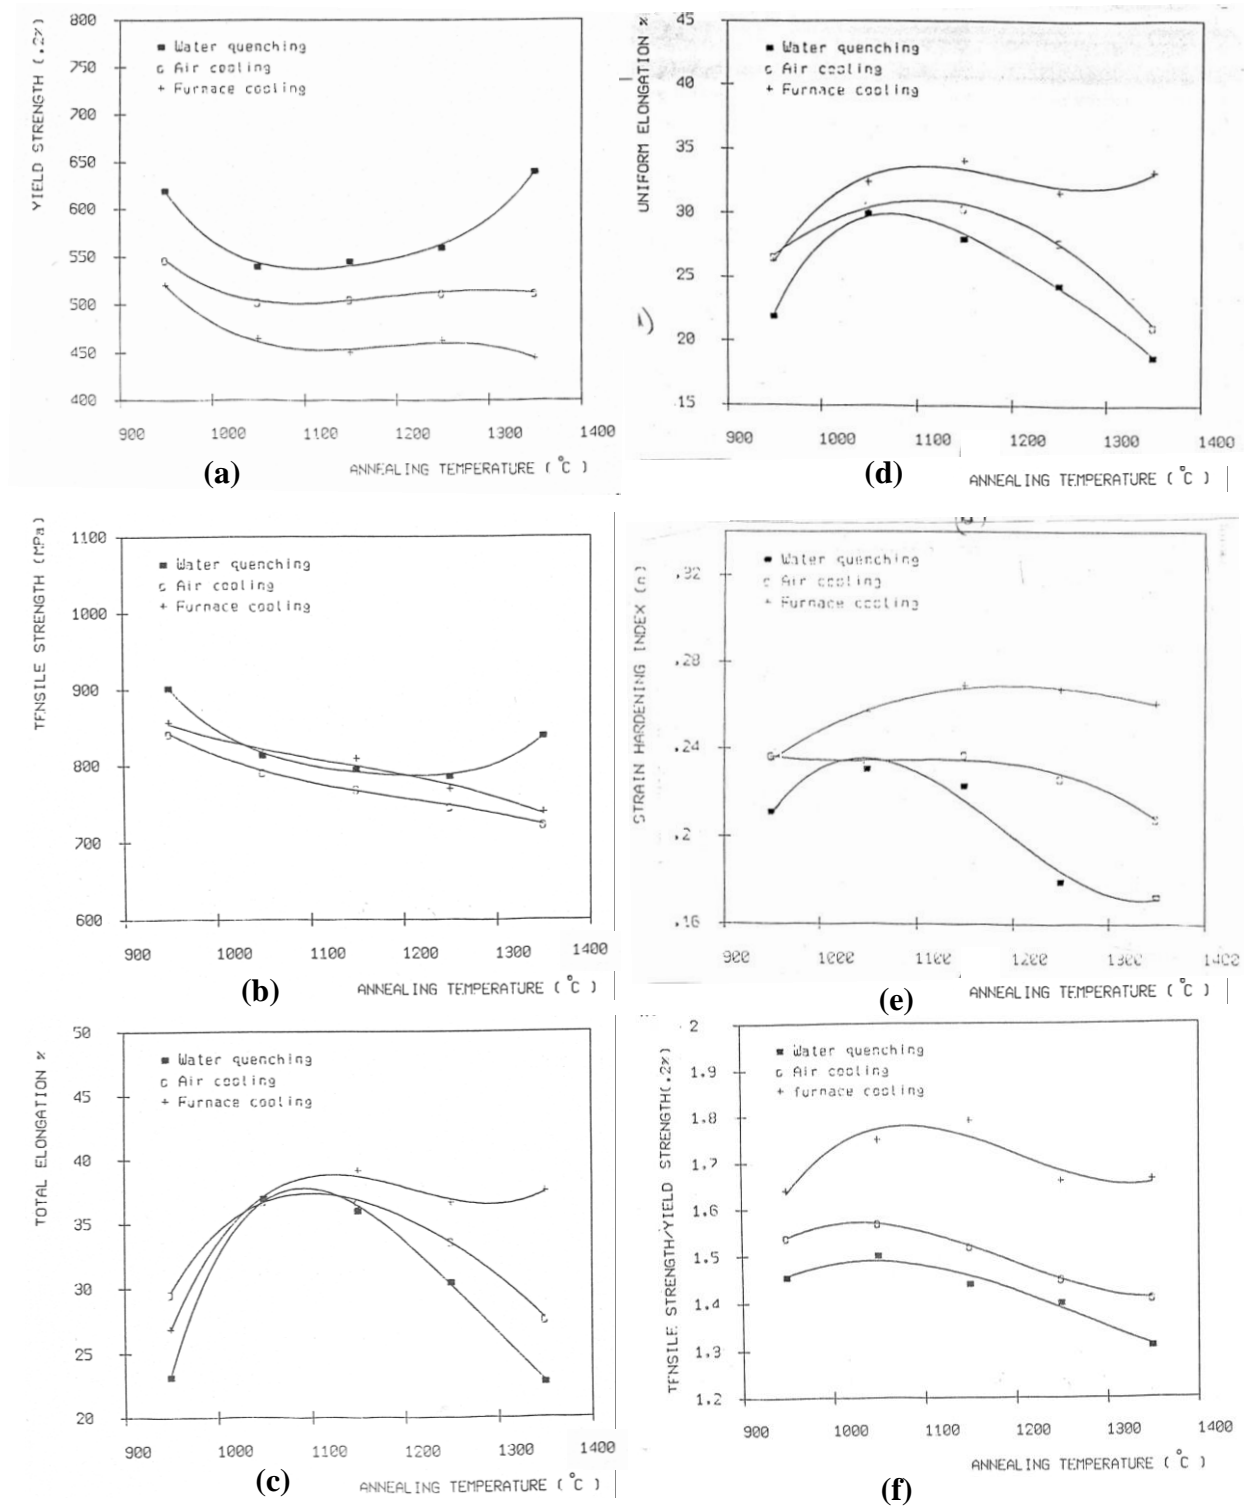 YIELD STRENGTH (.2%)
800
750
700
650
600
550
500
450
400
Water quenching
Air cooling
Furnace cooling
900 1000 1100 1200 1300 1400
(a)
ANNEALING TEMPERATURE (°C)
UNIFORM ELONGATION %
45
40
35
30
25
20
15
Water quenching
Air cooling
Furnace cooling
900 1000 1100 1200 1300 1400
(d)
ANNEALING TEMPERATURE (°C)
TENSILE STRENGTH (MPa)
1100
1000
900
800
700
600
Water quenching
Air cooling
Furnace cooling
900 1000 1100 1200 1300 1400
(b)
ANNEALING TEMPERATURE (°C)
STRAIN HARDENING INDEX (n)
.32
.28
.24
.2
.16
Water quenching
Air cooling
Furnace cooling
900 1000 1100 1200 1300 1400
(e)
ANNEALING TEMPERATURE (°C)
TOTAL ELONGATION %
50
45
40
35
30
25
20
Water quenching
Air cooling
Furnace cooling
900 1000 1100 1200 1300 1400
(c)
ANNEALING TEMPERATURE (°C)
TENSILE STRENGTH/YIELD STRENGTH(.2%)
2
1.9
1.8
1.7
1.6
1.5
1.4
1.3
1.2
Water quenching
Air cooling
furnace cooling
900 1000 1100 1200 1300 1400
(f)
ANNEALING TEMPERATURE (°C)